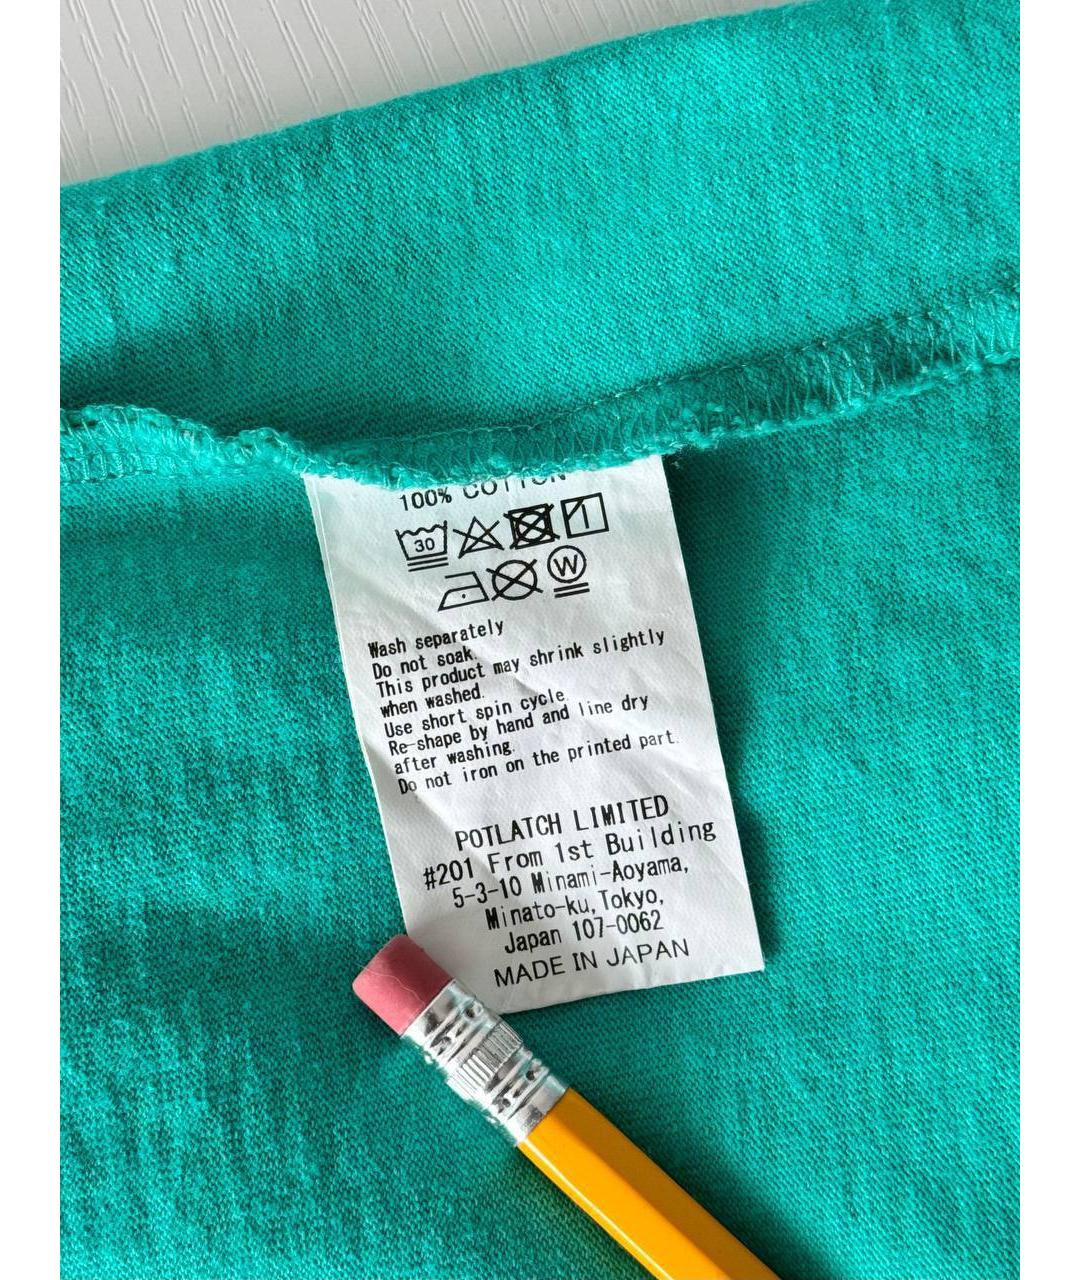 100% COTTON
30
W
Wash separately
Do not soak.
This product may shrink slightly
when washed.
Use short spin cycle.
Re-shape by hand and line dry
after washing.
Do not iron on the printed part.
POTLATCH LIMITED
#201 From 1st Building
5-3-10 Minami-Aoyama,
Minato-ku,Tokyo,
Japan 107-0062
MADE IN JAPAN